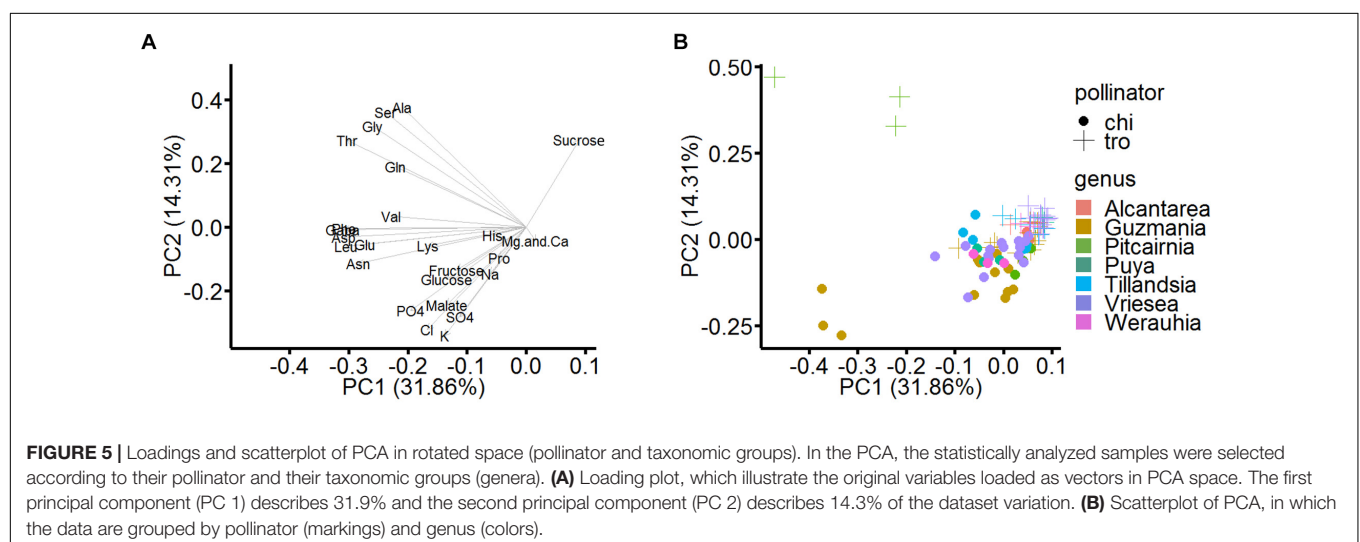 A
B
PC2 (14.31%)
0.4
0.2
0.0
-0.2
Ala
Ser
Gly
Thr
Gln
Sucrose
Val
Asp
Leu
Glu
Asn
Lys
His
Mg.and.Ca
Pro
Na
Fructose
Glucose
PO4
Malate
SO4
Cl
K
-0.4 -0.3 -0.2 -0.1 0.0 0.1
PC1 (31.86%)
PC2 (14.31%)
0.50
0.25
0.00
-0.25
-0.4 -0.3 -0.2 -0.1 0.0 0.1
PC1 (31.86%)
pollinator
chi
tro
genus
Alcantarea
Guzmania
Pitcairnia
Puya
Tillandsia
Vriesea
Werauhia
FIGURE 5 | Loadings and scatterplot of PCA in rotated space (pollinator and taxonomic groups). In the PCA, the statistically analyzed samples were selected
according to their pollinator and their taxonomic groups (genera). (A) Loading plot, which illustrate the original variables loaded as vectors in PCA space. The first
principal component (PC 1) describes 31.9% and the second principal component (PC 2) describes 14.3% of the dataset variation. (B) Scatterplot of PCA, in which
the data are grouped by pollinator (markings) and genus (colors).